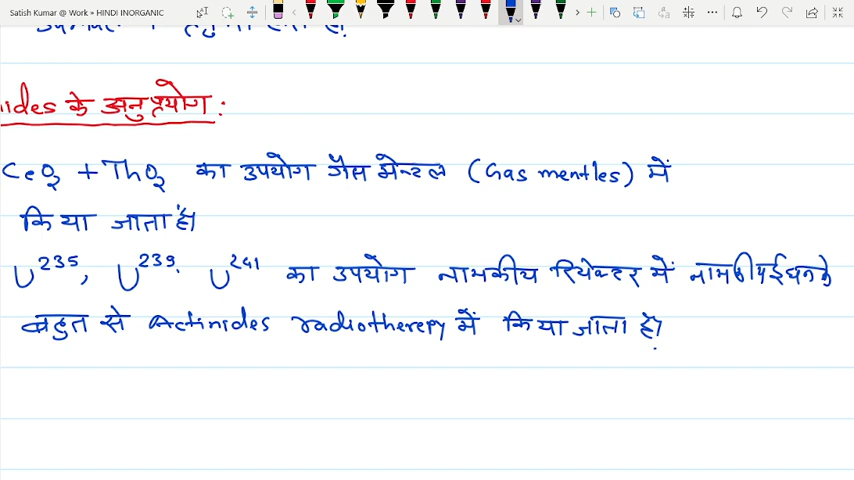 Satish Kumar @ Work » HINDI INORGANIC
ides के अनुप्रयोग :
CeO2 + ThO2 का उपयोग गैस मेन्टल (Gas mentles) में
किया जाता है।
U235, U239, U241 का उपयोग नाभकीय रियेक्टर में नाभकीय ईधन के
बहुत से Actinides radiotherepy में किया जाता है।